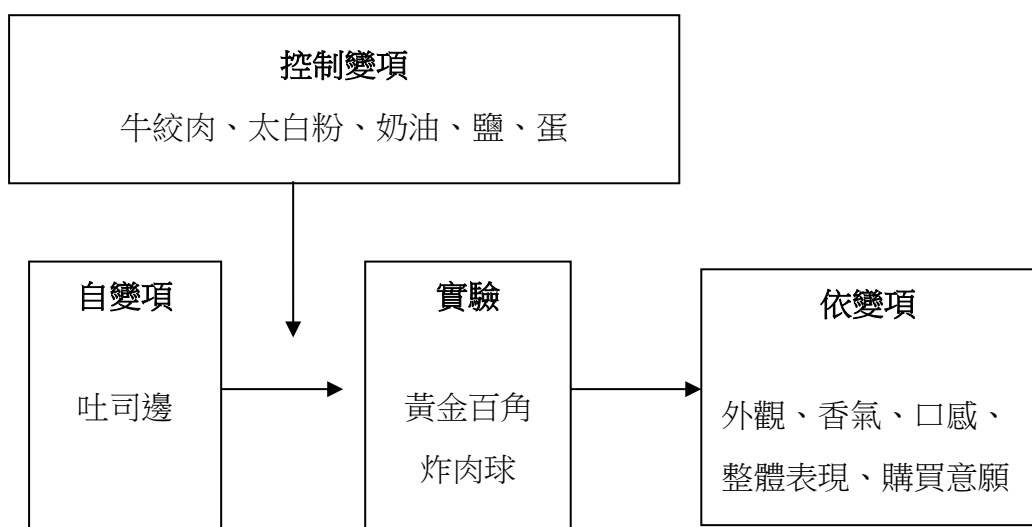 控制變項
牛絞肉、太白粉、奶油、鹽、蛋
自變項
吐司邊
實驗
黃金百角
炸肉球
依變項
外觀、香氣、口感、
整體表現、購買意願